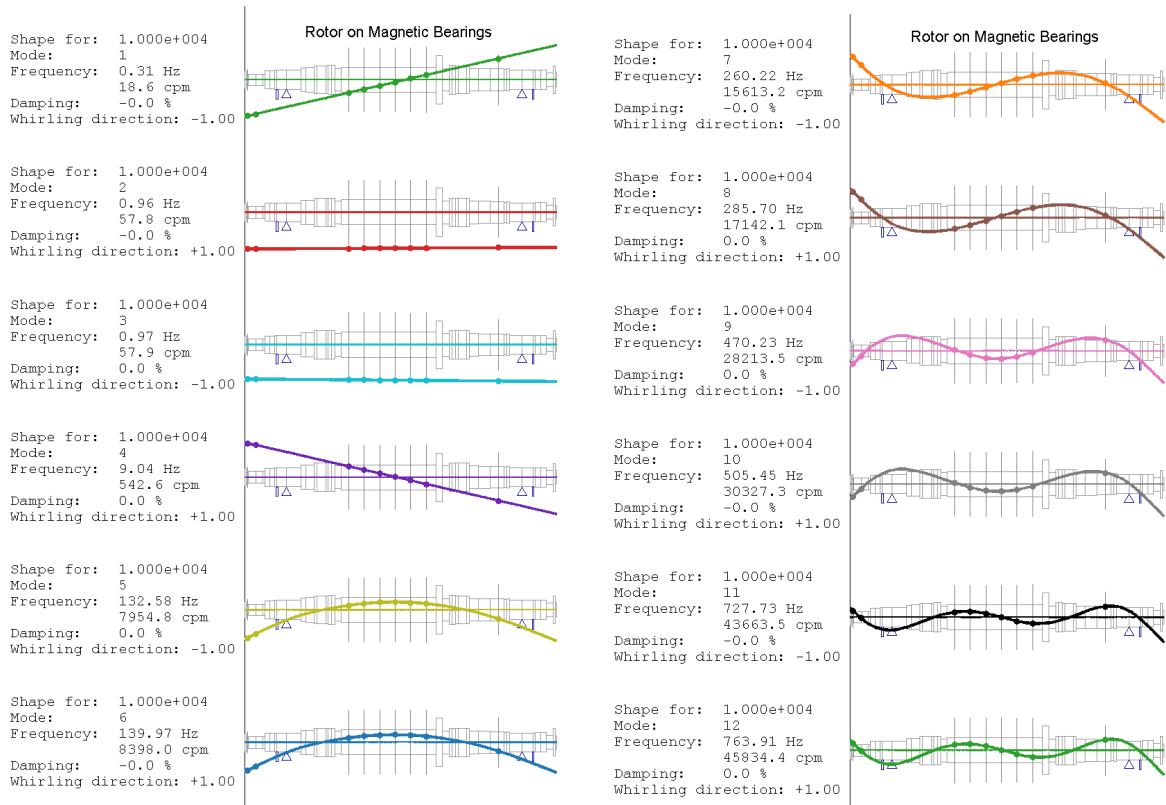 Rotor on Magnetic Bearings
Shape for: 1.000e+004
Mode: 1
Frequency: 0.31 Hz
18.6 cpm
Damping: -0.0 %
Whirling direction: -1.00
Shape for: 1.000e+004
Mode: 2
Frequency: 0.96 Hz
57.8 cpm
Damping: -0.0 %
Whirling direction: +1.00
Shape for: 1.000e+004
Mode: 3
Frequency: 0.97 Hz
57.9 cpm
Damping: 0.0 %
Whirling direction: -1.00
Shape for: 1.000e+004
Mode: 4
Frequency: 9.04 Hz
542.6 cpm
Damping: 0.0 %
Whirling direction: +1.00
Shape for: 1.000e+004
Mode: 5
Frequency: 132.58 Hz
7954.8 cpm
Damping: 0.0 %
Whirling direction: -1.00
Shape for: 1.000e+004
Mode: 6
Frequency: 139.97 Hz
8398.0 cpm
Damping: -0.0 %
Whirling direction: +1.00
Rotor on Magnetic Bearings
Shape for: 1.000e+004
Mode: 7
Frequency: 260.22 Hz
15613.2 cpm
Damping: -0.0 %
Whirling direction: -1.00
Shape for: 1.000e+004
Mode: 8
Frequency: 285.70 Hz
17142.1 cpm
Damping: 0.0 %
Whirling direction: +1.00
Shape for: 1.000e+004
Mode: 9
Frequency: 470.23 Hz
28213.5 cpm
Damping: 0.0 %
Whirling direction: -1.00
Shape for: 1.000e+004
Mode: 10
Frequency: 505.45 Hz
30327.3 cpm
Damping: -0.0 %
Whirling direction: +1.00
Shape for: 1.000e+004
Mode: 11
Frequency: 727.73 Hz
43663.5 cpm
Damping: -0.0 %
Whirling direction: -1.00
Shape for: 1.000e+004
Mode: 12
Frequency: 763.91 Hz
45834.4 cpm
Damping: 0.0 %
Whirling direction: +1.00